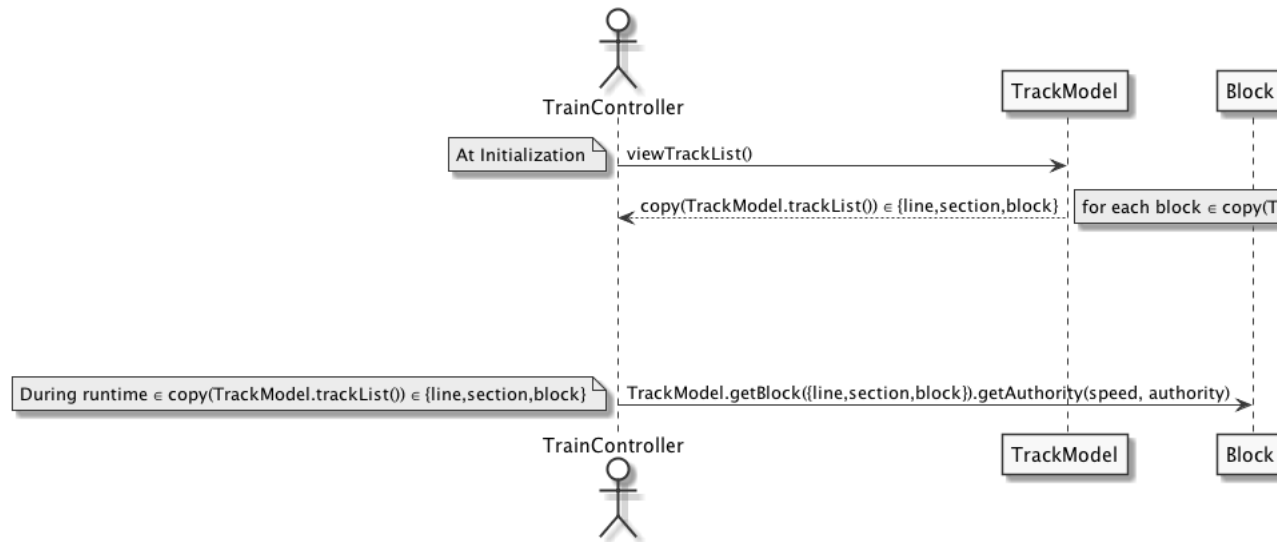 TrainController
TrackModel
Block
At Initialization
viewTrackList()
copy(TrackModel.trackList()) ∈ {line,section,block}
for each block ∈ copy(T
During runtime ∈ copy(TrackModel.trackList()) ∈ {line,section,block}
TrackModel.getBlock({line,section,block}).getAuthority(speed, authority)
TrainController
TrackModel
Block